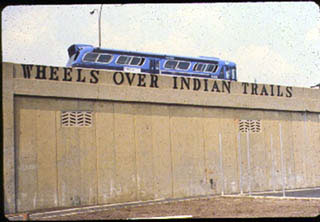 WHEELS OVER INDIAN TRAILS